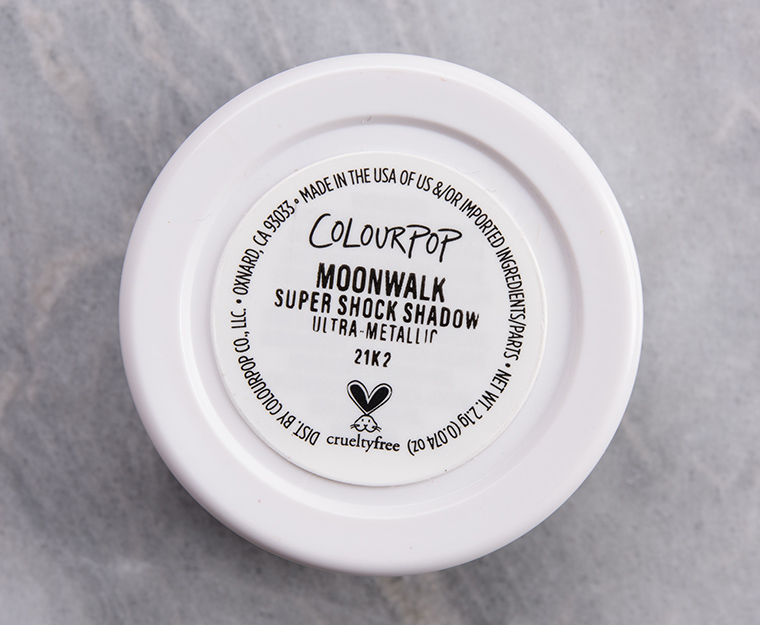 COLOURPOP
MOONWALK
SUPER SHOCK SHADOW
ULTRA-METALLIC
21K2
crueltyfree
DIST. BY COLOURPOP CO., LLC. • OXNARD, CA 93033 • MADE IN THE USA OF US &/OR IMPORTED INGREDIENTS/PARTS • NET WT. 2.1g (0.074 oz)